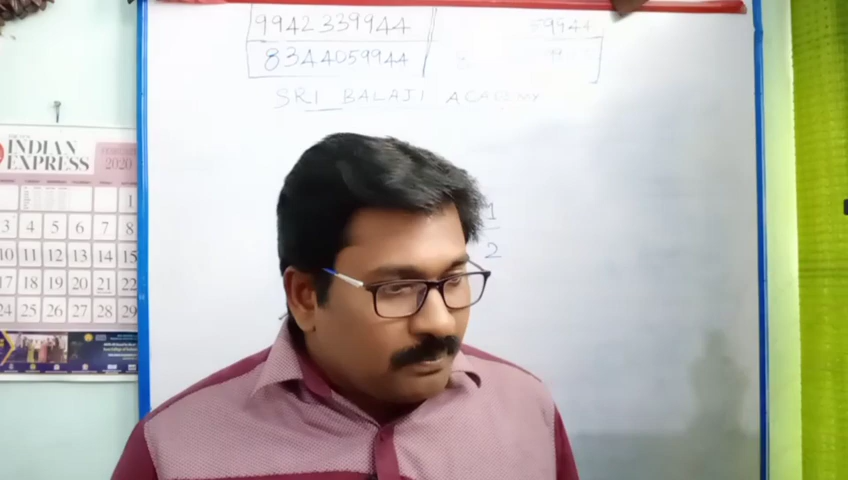 9942339944
59944
8344059944
SRI BALAJI ACADEMY
1
2
INDIAN
EXPRESS
2020
1
3 4 5 6 7 8
10 11 12 13 14 15
17 18 19 20 21 22
24 25 26 27 28 29